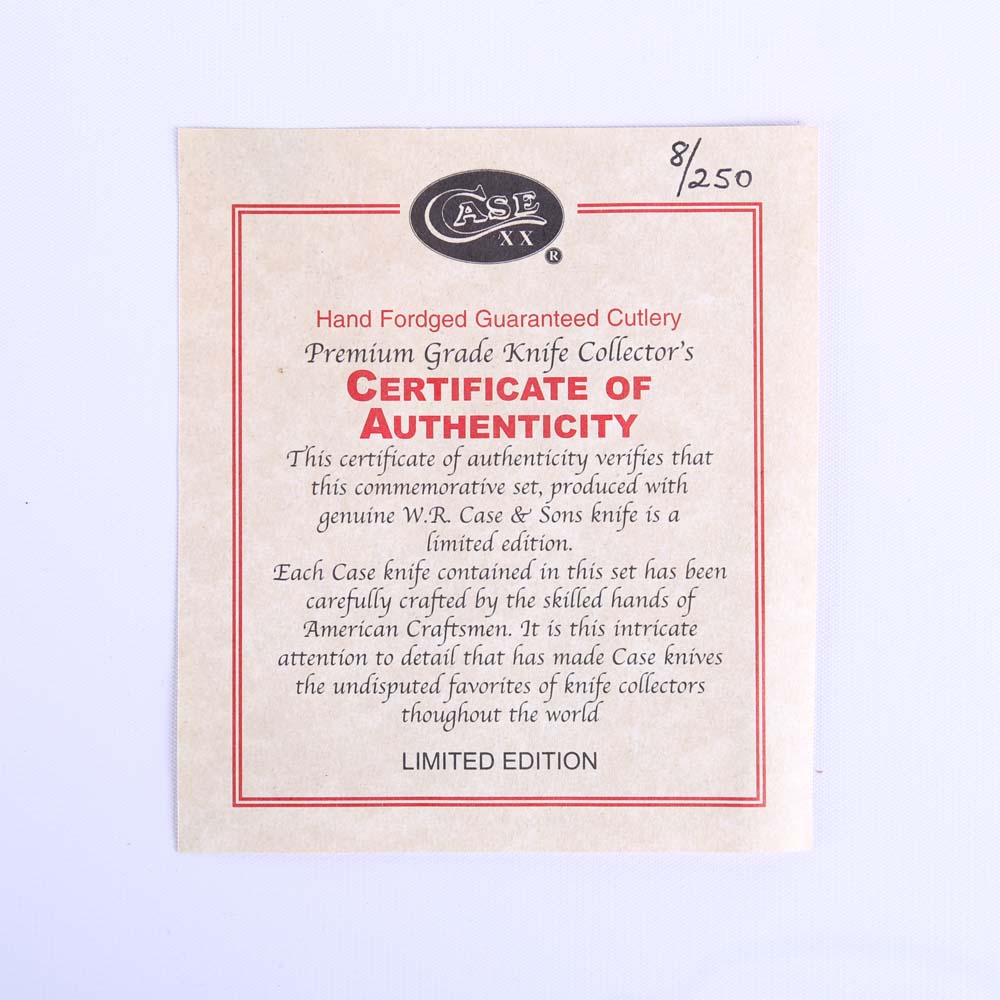 8/250
CASE
XX
®
Hand Fordged Guaranteed Cutlery
Premium Grade Knife Collector's
CERTIFICATE OF
AUTHENTICITY
This certificate of authenticity verifies that
this commemorative set, produced with
genuine W.R. Case & Sons knife is a
limited edition.
Each Case knife contained in this set has been
carefully crafted by the skilled hands of
American Craftsmen. It is this intricate
attention to detail that has made Case knives
the undisputed favorites of knife collectors
thoughout the world
LIMITED EDITION